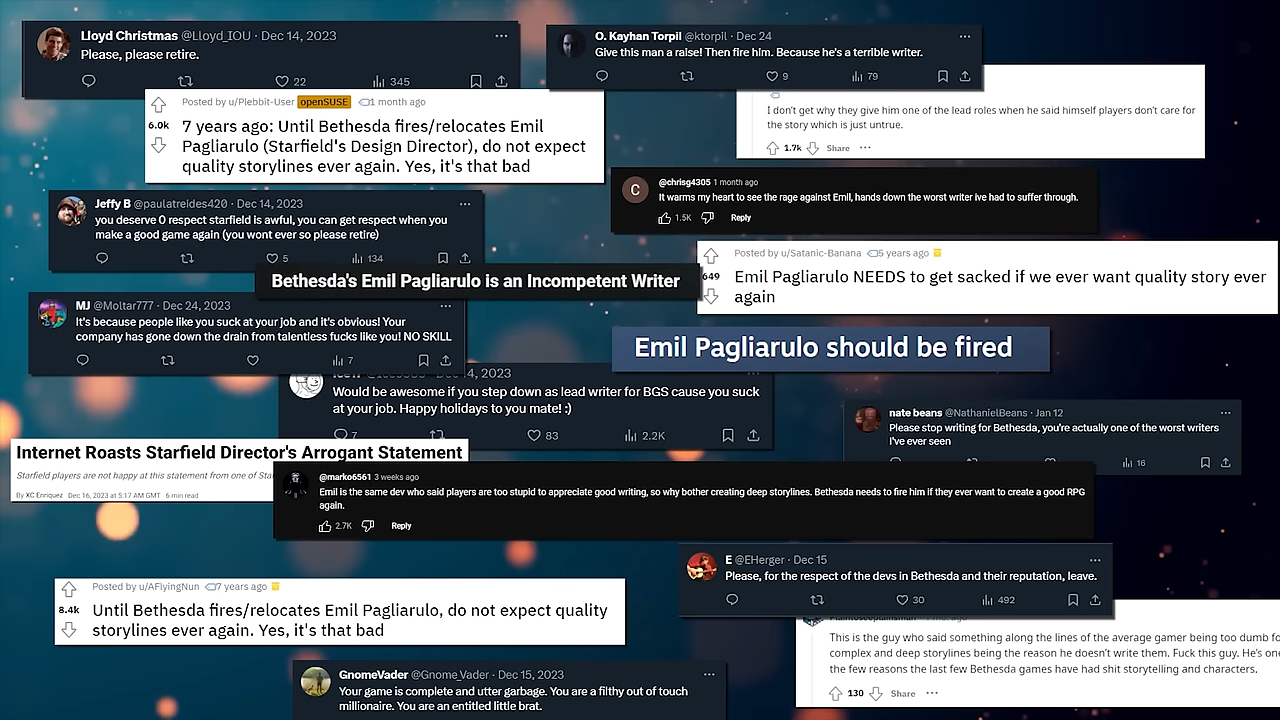 Lloyd Christmas @Lloyd_IOU · Dec 14, 2023
Please, please retire.
22
345
O. Kayhan Torpil @ktorpil · Dec 24
Give this man a raise! Then fire him. Because he's a terrible writer.
9
79
Posted by u/Plebbit-User openSUSE 1 month ago
6.0k
7 years ago: Until Bethesda fires/relocates Emil
Pagliarulo (Starfield's Design Director), do not expect
quality storylines ever again. Yes, it's that bad
I don't get why they give him one of the lead roles when he said himself players don't care for
the story which is just untrue.
1.7k
Share
C
@chrisg4305 1 month ago
It warms my heart to see the rage against Emil, hands down the worst writer ive had to suffer through.
1.5K
Reply
Jeffy B @paulatreides420 · Dec 14, 2023
you deserve 0 respect starfield is awful, you can get respect when you
make a good game again (you wont ever so please retire)
5
134
Posted by u/Satanic-Banana 5 years ago
649
Emil Pagliarulo NEEDS to get sacked if we ever want quality story ever
again
Bethesda's Emil Pagliarulo is an Incompetent Writer
MJ @Moltar777 · Dec 24, 2023
It's because people like you suck at your job and it's obvious! Your
company has gone down the drain from talentless fucks like you! NO SKILL
7
Emil Pagliarulo should be fired
4, 2023
Would be awesome if you step down as lead writer for BGS cause you suck
at your job. Happy holidays to you mate! :)
7
83
2.2K
nate beans @NathanielBeans · Jan 12
Please stop writing for Bethesda, you're actually one of the worst writers
I've ever seen
16
Internet Roasts Starfield Director's Arrogant Statement
Starfield players are not happy at this statement from one of
By XC Enriquez Dec 16, 2023 at 5:17 AM GMT 6 min read
@marko6561 3 weeks ago
Emil is the same dev who said players are too stupid to appreciate good writing, so why bother creating deep storylines. Bethesda needs to fire him if they ever want to create a good RPG
again.
2.7K
Reply
E @EHerger · Dec 15
Please, for the respect of the devs in Bethesda and their reputation, leave.
30
492
Posted by u/AFlyingNun 7 years ago
8.4k
Until Bethesda fires/relocates Emil Pagliarulo, do not expect quality
storylines ever again. Yes, it's that bad
This is the guy who said something along the lines of the average gamer being too dumb
complex and deep storylines being the reason he doesn't write them. Fuck this guy. He's
the few reasons the last few Bethesda games have had shit storytelling and characters.
130
Share
GnomeVader @Gnome_Vader · Dec 15, 2023
Your game is complete and utter garbage. You are a filthy out of touch
millionaire. You are an entitled little brat.